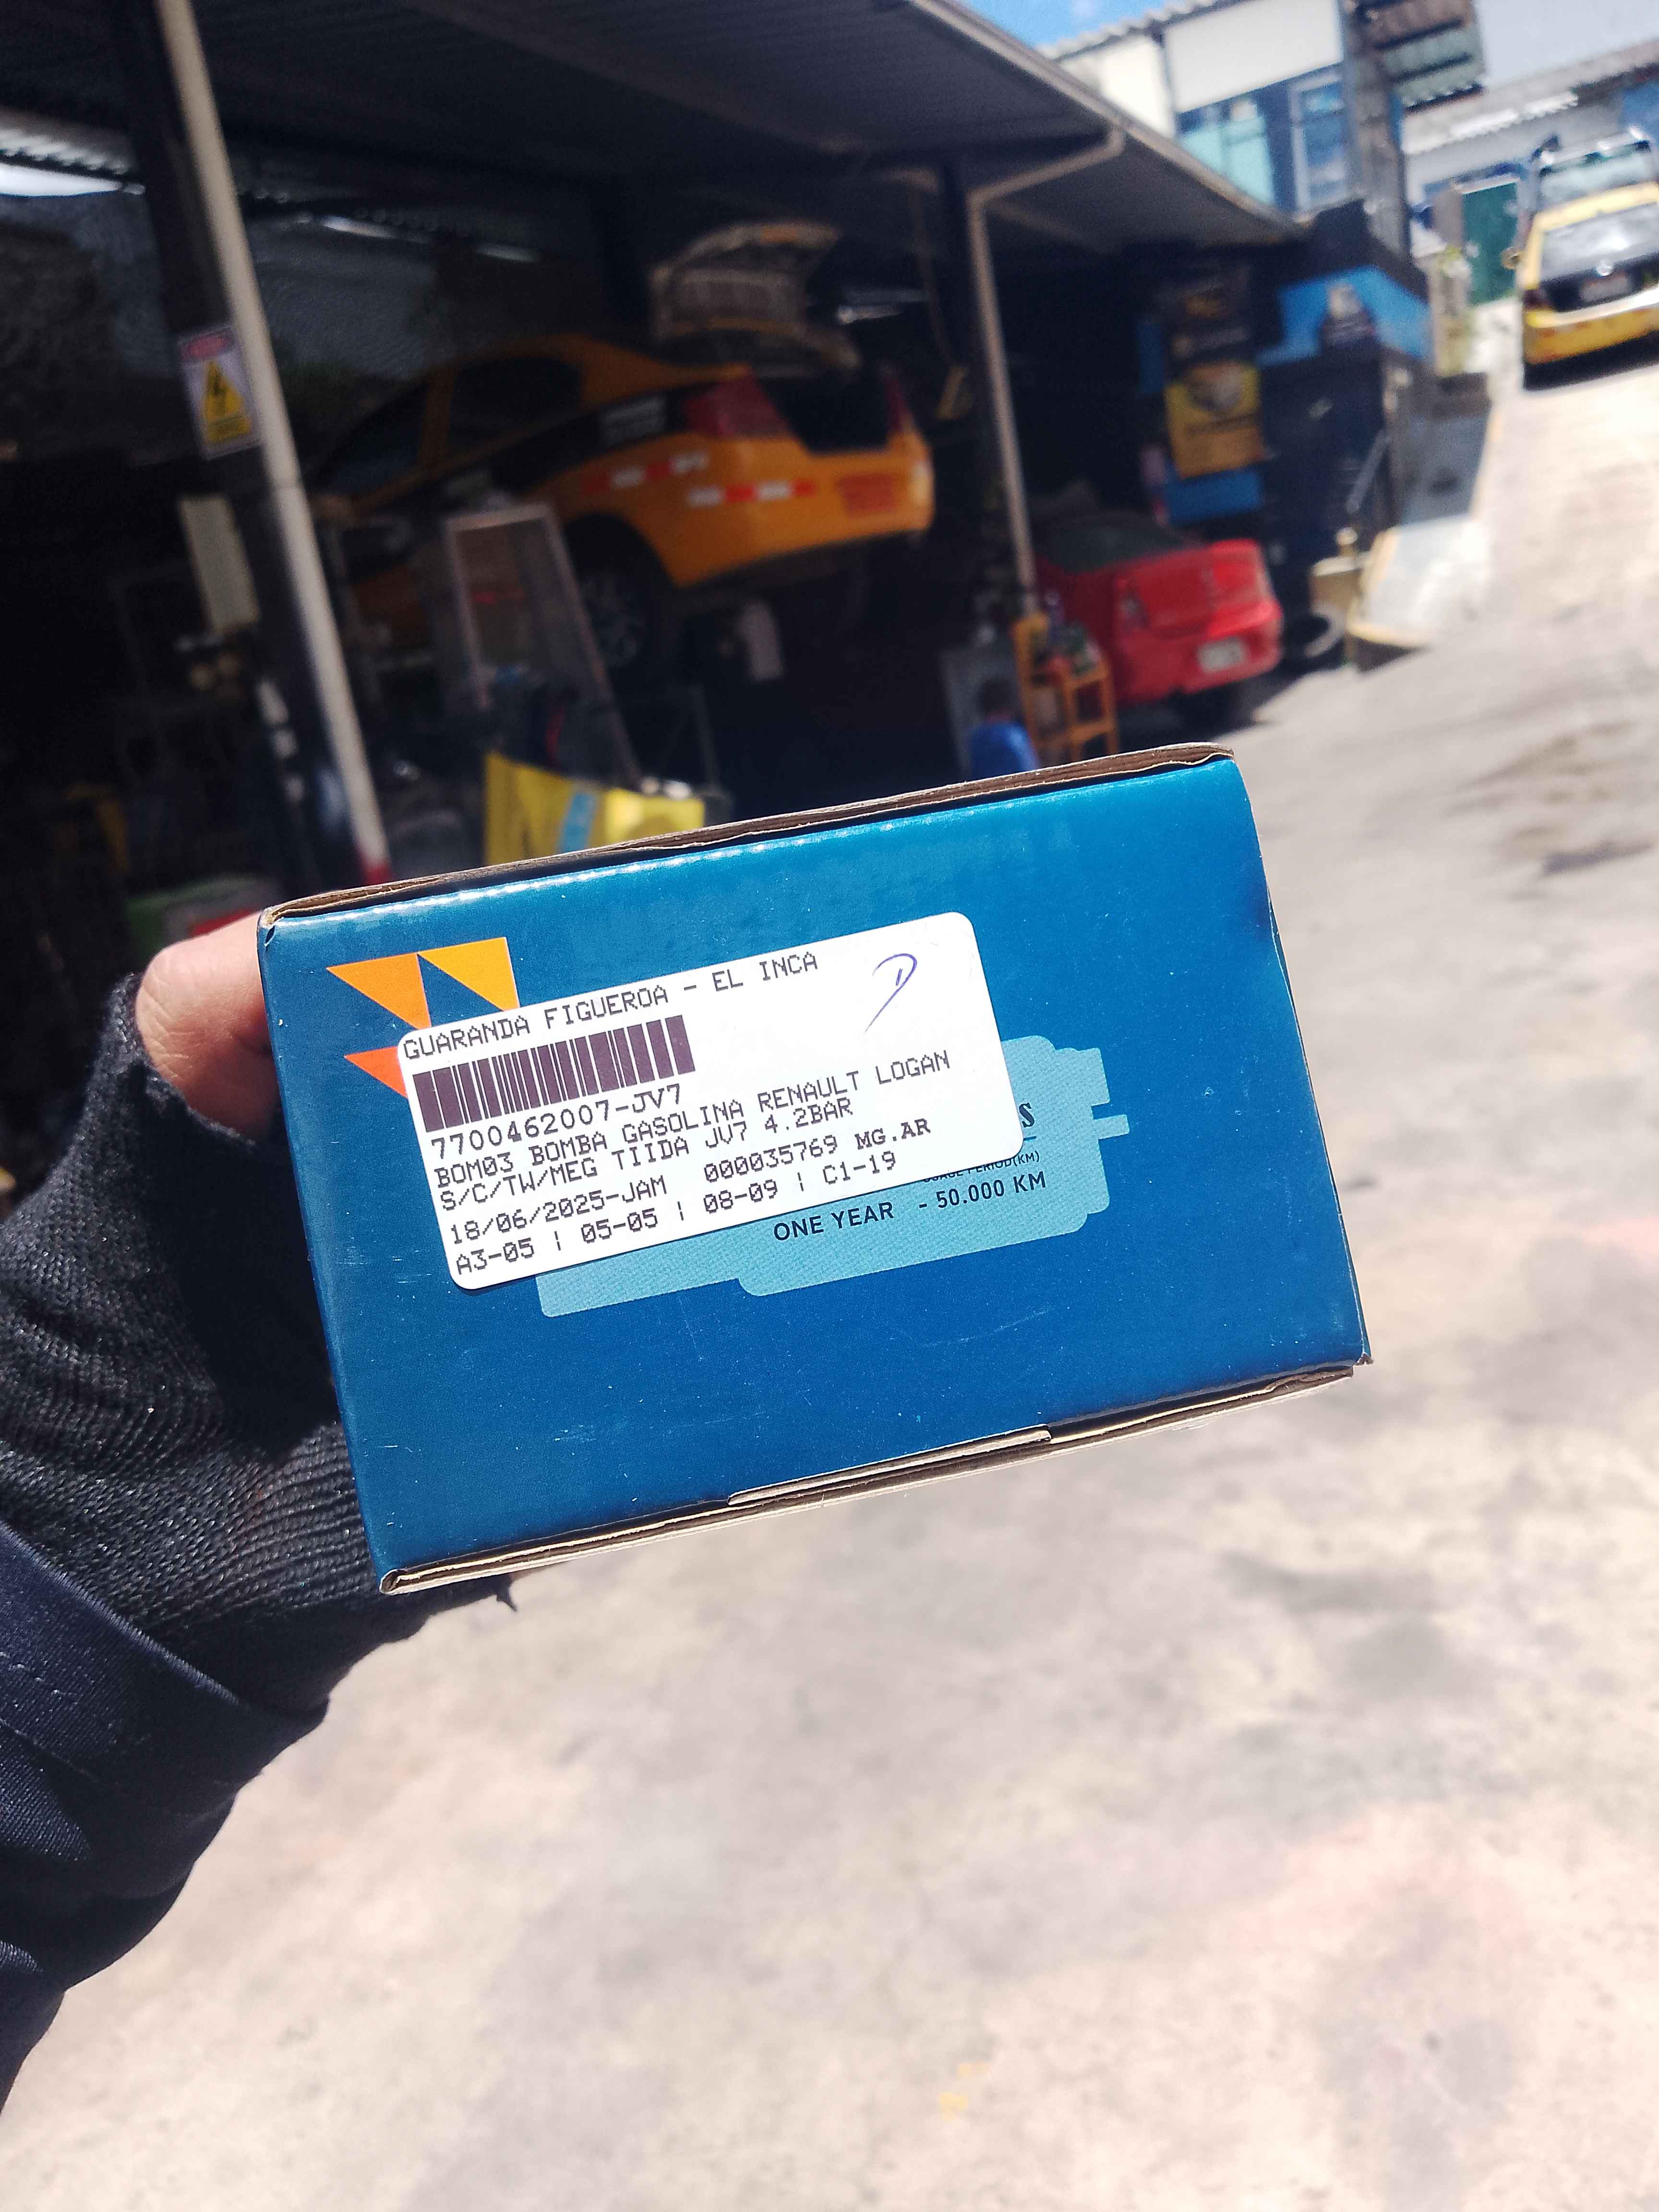 GUARANDA FIGUEROA - EL INCA
7700462007-JV7
BOM03 BOMBA GASOLINA RENAULT LOGAN
S/C/TW/MEG TIIDA JV7 4.2BAR
18/06/2025-JAM 000035769 MG.AR
A3-05 | 05-05 | 08-09 | C1-19
ONE YEAR - 50.000 KM